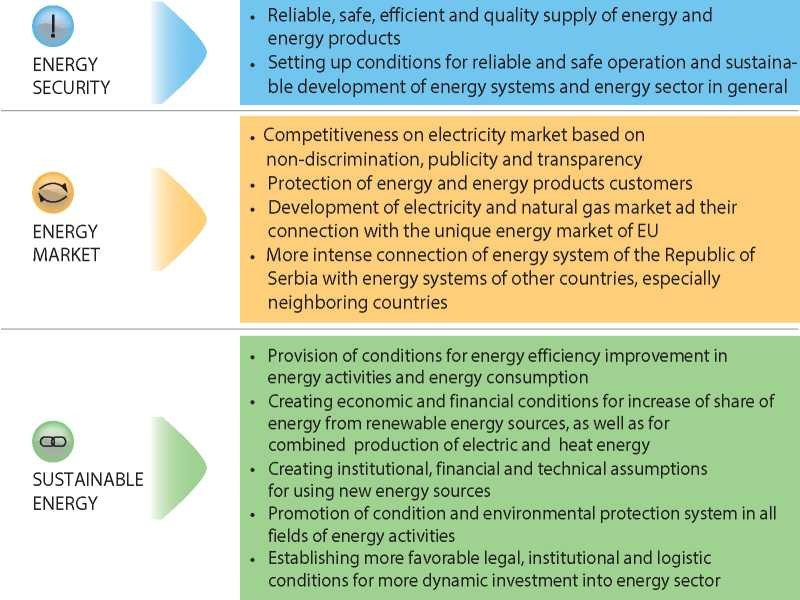 ENERGY
SECURITY
• Reliable, safe, efficient and quality supply of energy and
energy products
• Setting up conditions for reliable and safe operation and sustaina-
ble development of energy systems and energy sector in general
ENERGY
MARKET
• Competitiveness on electricity market based on
non-discrimination, publicity and transparency
• Protection of energy and energy products customers
• Development of electricity and natural gas market ad their
connection with the unique energy market of EU
• More intense connection of energy system of the Republic of
Serbia with energy systems of other countries, especially
neighboring countries
SUSTAINABLE
ENERGY
• Provision of conditions for energy efficiency improvement in
energy activities and energy consumption
• Creating economic and financial conditions for increase of share of
energy from renewable energy sources, as well as for
combined production of electric and heat energy
• Creating institutional, financial and technical assumptions
for using new energy sources
• Promotion of condition and environmental protection system in all
fields of energy activities
• Establishing more favorable legal, institutional and logistic
conditions for more dynamic investment into energy sector